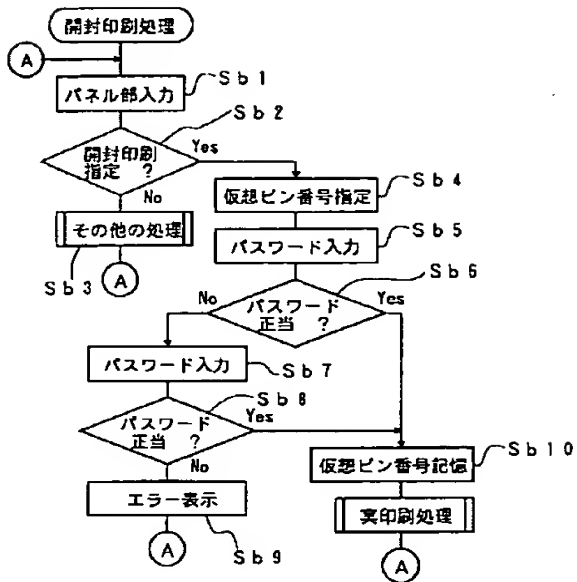 開封印刷処理
A
Sb1
パネル部入力
Sb2
開封印刷
指定 ?
Yes
No
Sb4
仮想ピン番号指定
その他の処理
Sb3
A
Sb5
パスワード入力
Sb6
パスワード
正当 ?
No
Yes
パスワード入力
Sb7
Sb8
パスワード
正当 ?
Yes
No
Sb10
仮想ピン番号記憶
エラー表示
Sb9
A
実印刷処理
A